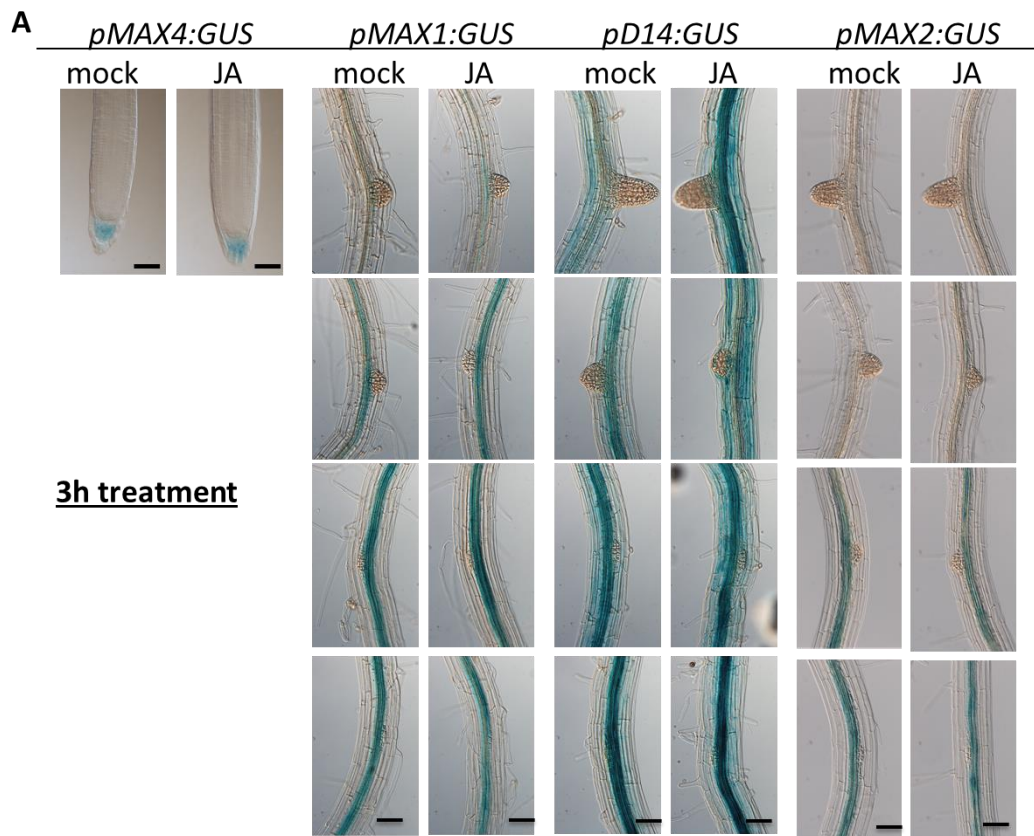 A
pMAX4:GUS pMAX1:GUS pD14:GUS pMAX2:GUS
mock JA mock JA mock JA mock JA
3h treatment